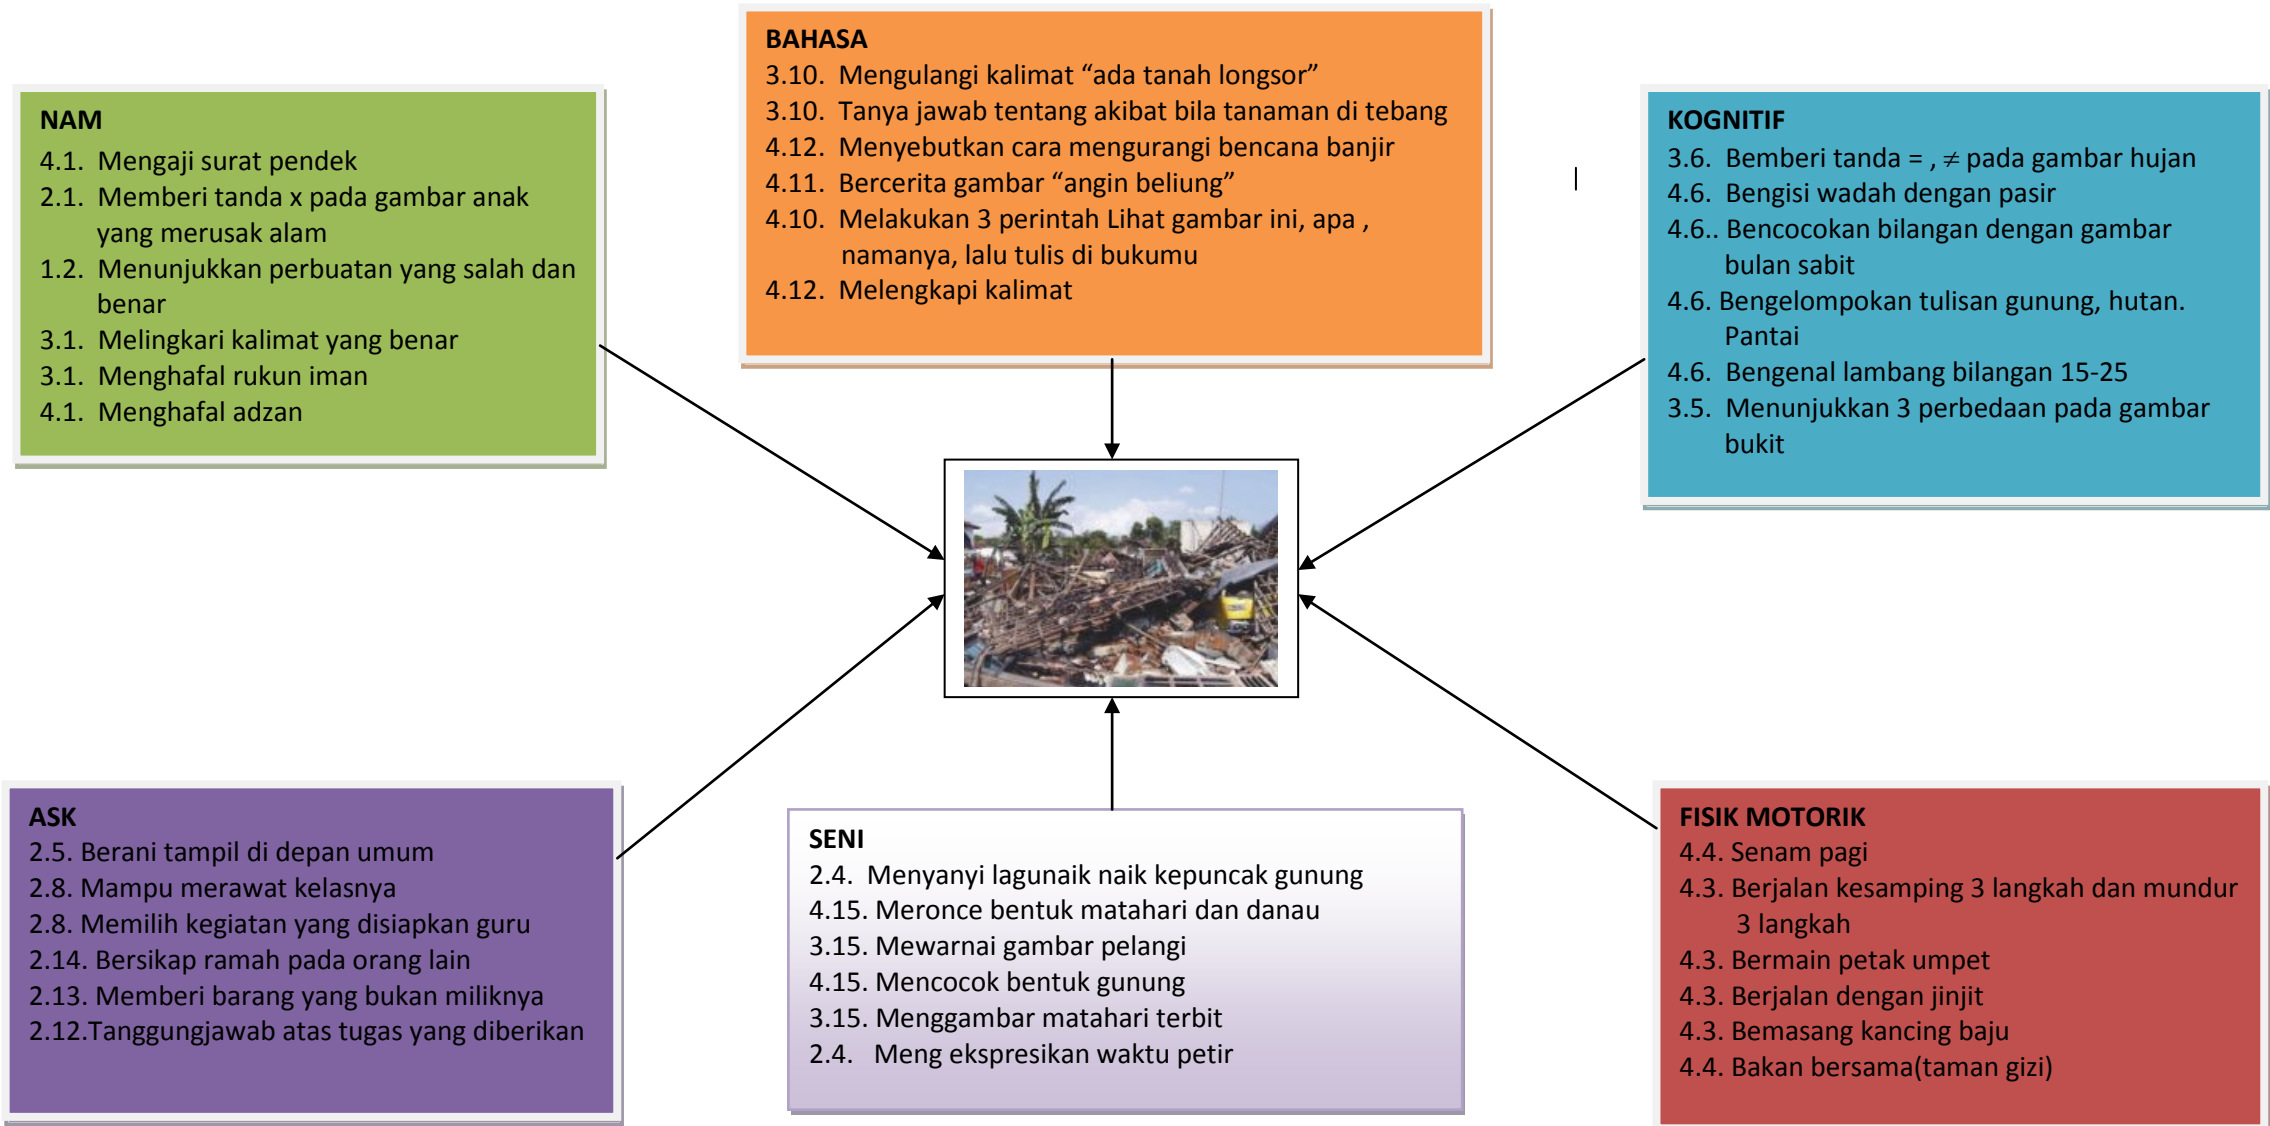 NAM
4.1. Mengaji surat pendek
2.1. Memberi tanda x pada gambar anak
yang merusak alam
1.2. Menunjukkan perbuatan yang salah dan
benar
3.1. Melingkari kalimat yang benar
3.1. Menghafal rukun iman
4.1. Menghafal adzan
BAHASA
3.10. Mengulangi kalimat “ada tanah longsor”
3.10. Tanya jawab tentang akibat bila tanaman di tebang
4.12. Menyebutkan cara mengurangi bencana banjir
4.11. Bercerita gambar “angin beliung”
4.10. Melakukan 3 perintah Lihat gambar ini, apa ,
namanya, lalu tulis di bukumu
4.12. Melengkapi kalimat
KOGNITIF
3.6. Bemberi tanda = , ≠ pada gambar hujan
4.6. Bengisi wadah dengan pasir
4.6.. Bencocokan bilangan dengan gambar
bulan sabit
4.6. Bengelompokan tulisan gunung, hutan.
Pantai
4.6. Bengenal lambang bilangan 15-25
3.5. Menunjukkan 3 perbedaan pada gambar
bukit
ASK
2.5. Berani tampil di depan umum
2.8. Mampu merawat kelasnya
2.8. Memilih kegiatan yang disiapkan guru
2.14. Bersikap ramah pada orang lain
2.13. Memberi barang yang bukan miliknya
2.12.Tanggungjawab atas tugas yang diberikan
SENI
2.4. Menyanyi lagunaik naik kepuncak gunung
4.15. Meronce bentuk matahari dan danau
3.15. Mewarnai gambar pelangi
4.15. Mencocok bentuk gunung
3.15. Menggambar matahari terbit
2.4. Meng ekspresikan waktu petir
FISIK MOTORIK
4.4. Senam pagi
4.3. Berjalan kesamping 3 langkah dan mundur
3 langkah
4.3. Bermain petak umpet
4.3. Berjalan dengan jinjit
4.3. Bemasang kancing baju
4.4. Bakan bersama(taman gizi)